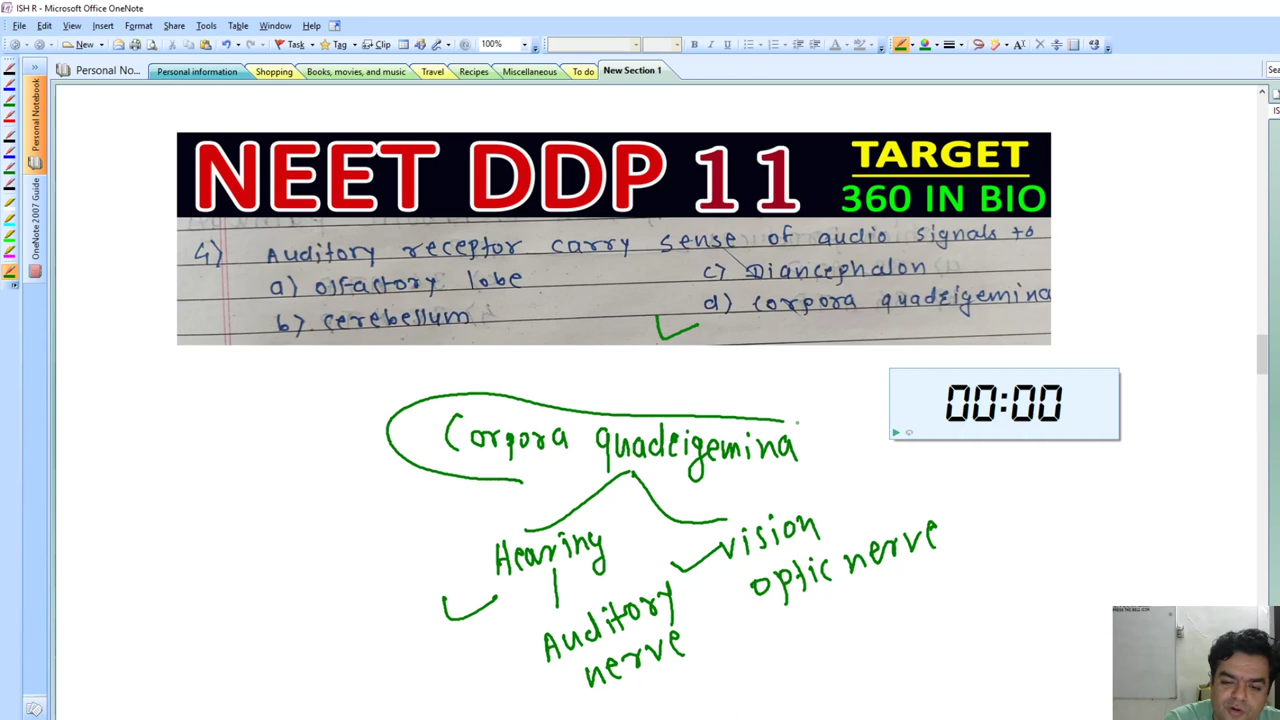 ISH R - Microsoft Office OneNote
File Edit View Insert Format Share Tools Table Window Help
New Task Tag Clip 100%
Personal No... Personal information Shopping Books, movies, and music Travel Recipes Miscellaneous To do New Section 1 Sea
Personal Notebook
OneNote 2007 Guide
NEET DDP 11 TARGET
360 IN BIO
4) Auditory receptor carry sense of audio signals to
a) olfactory lobe c) Diancephalon
b) cerebellum d) corpora quadrigemina
00:00
Corpora quadrigemina
Hearing vision
optic nerve
Auditory
nerve